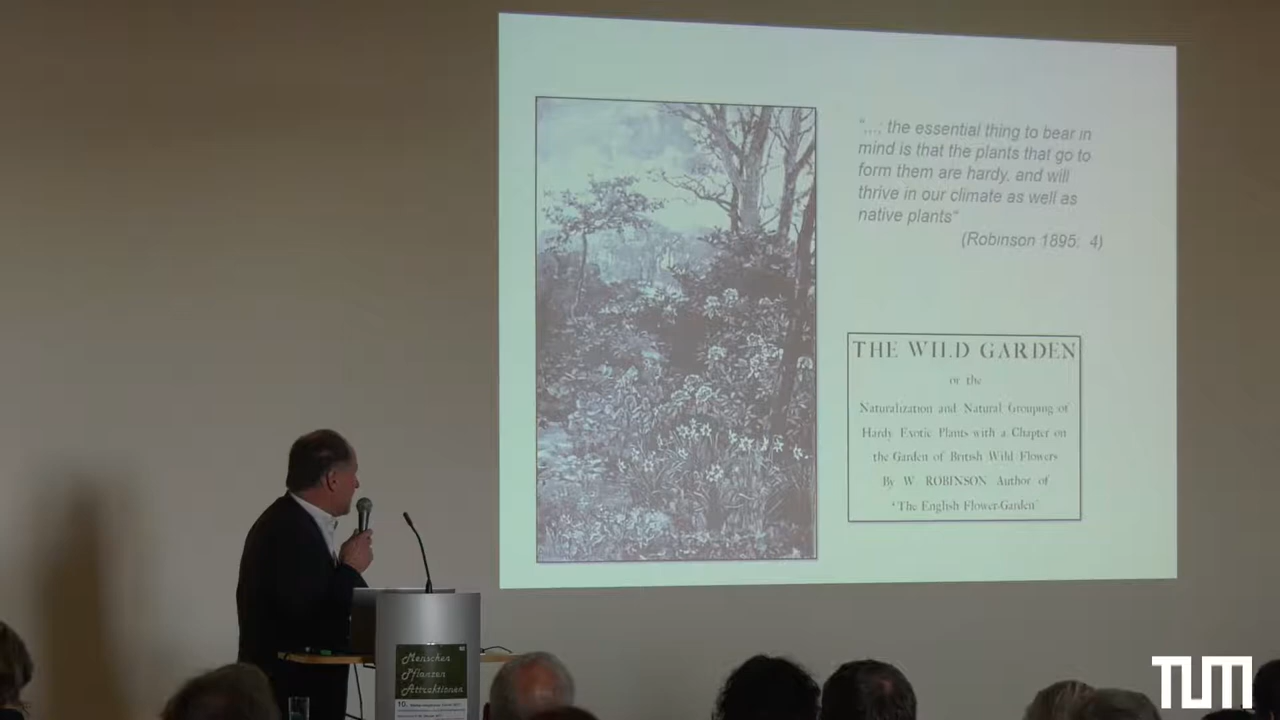 “...; the essential thing to bear in
mind is that the plants that go to
form them are hardy, and will
thrive in our climate as well as
native plants“
(Robinson 1895: 4)
THE WILD GARDEN
or the
Naturalization and Natural Grouping of
Hardy Exotic Plants with a Chapter on
the Garden of British Wild Flowers
By W ROBINSON Author of
‘The English Flower-Garden’
Menschen
Pflanzen
Attraktionen
10.
TUM